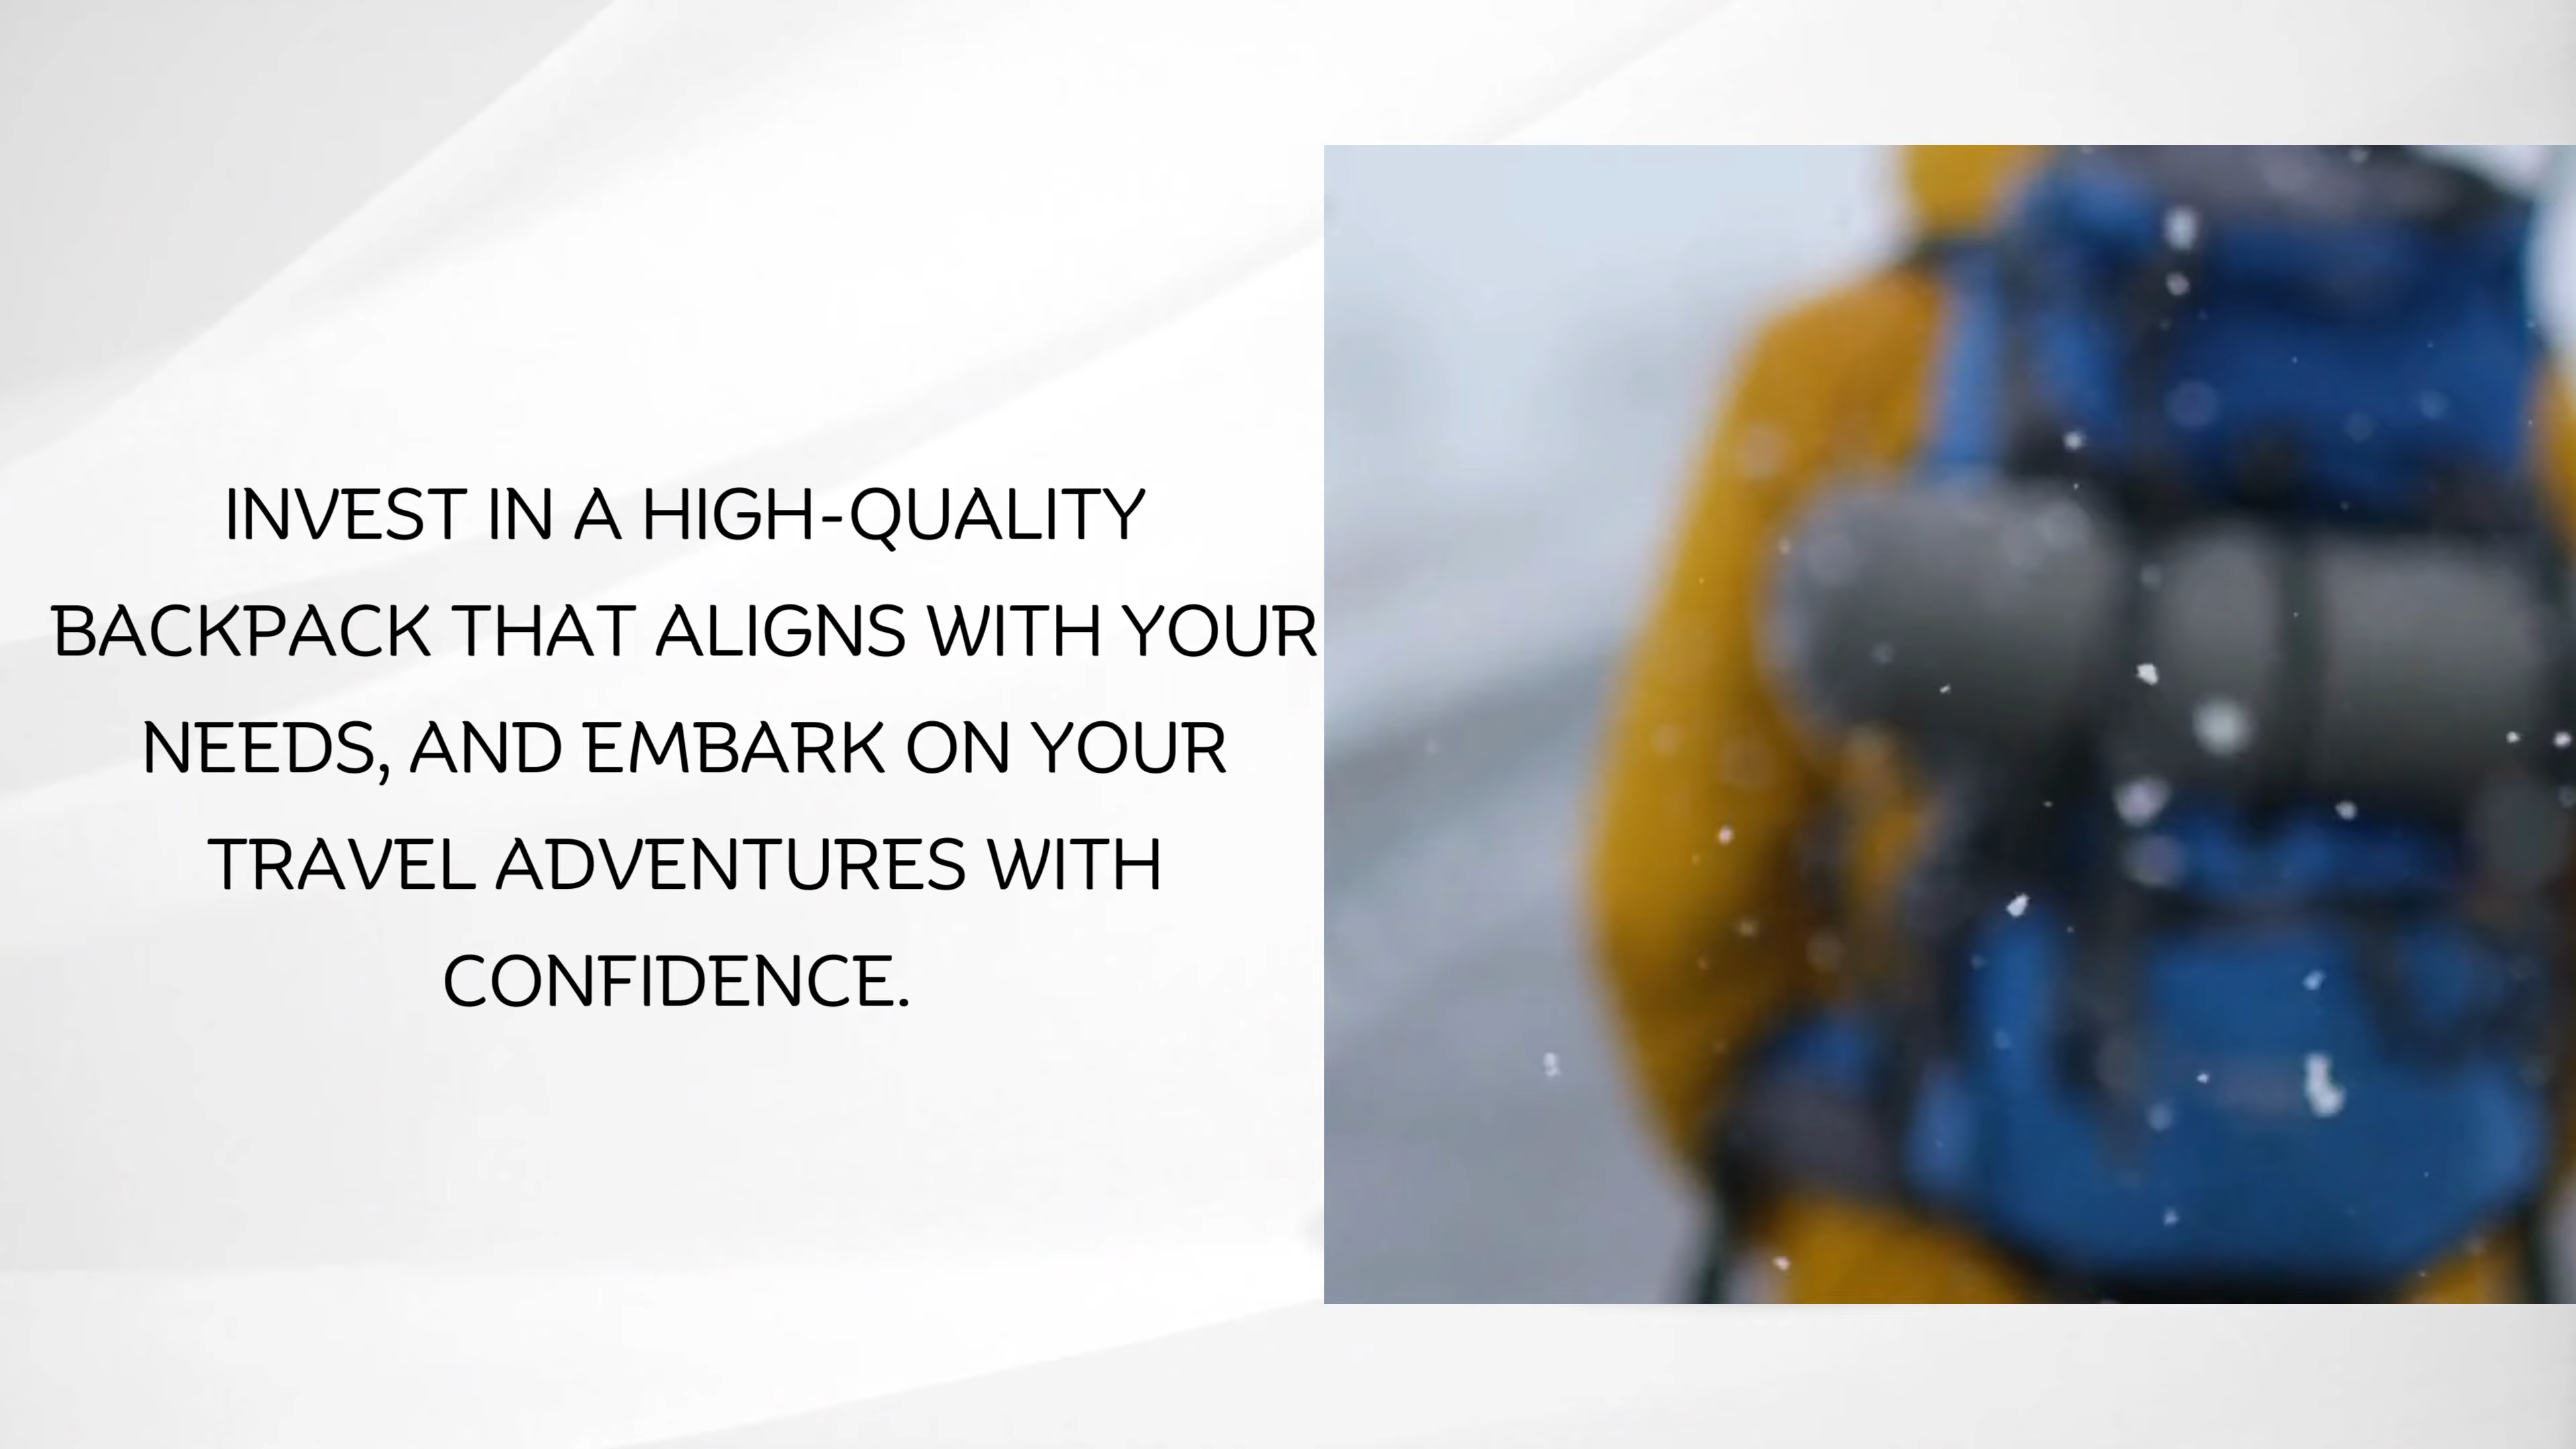 INVEST IN A HIGH-QUALITY
BACKPACK THAT ALIGNS WITH YOUR
NEEDS, AND EMBARK ON YOUR
TRAVEL ADVENTURES WITH
CONFIDENCE.